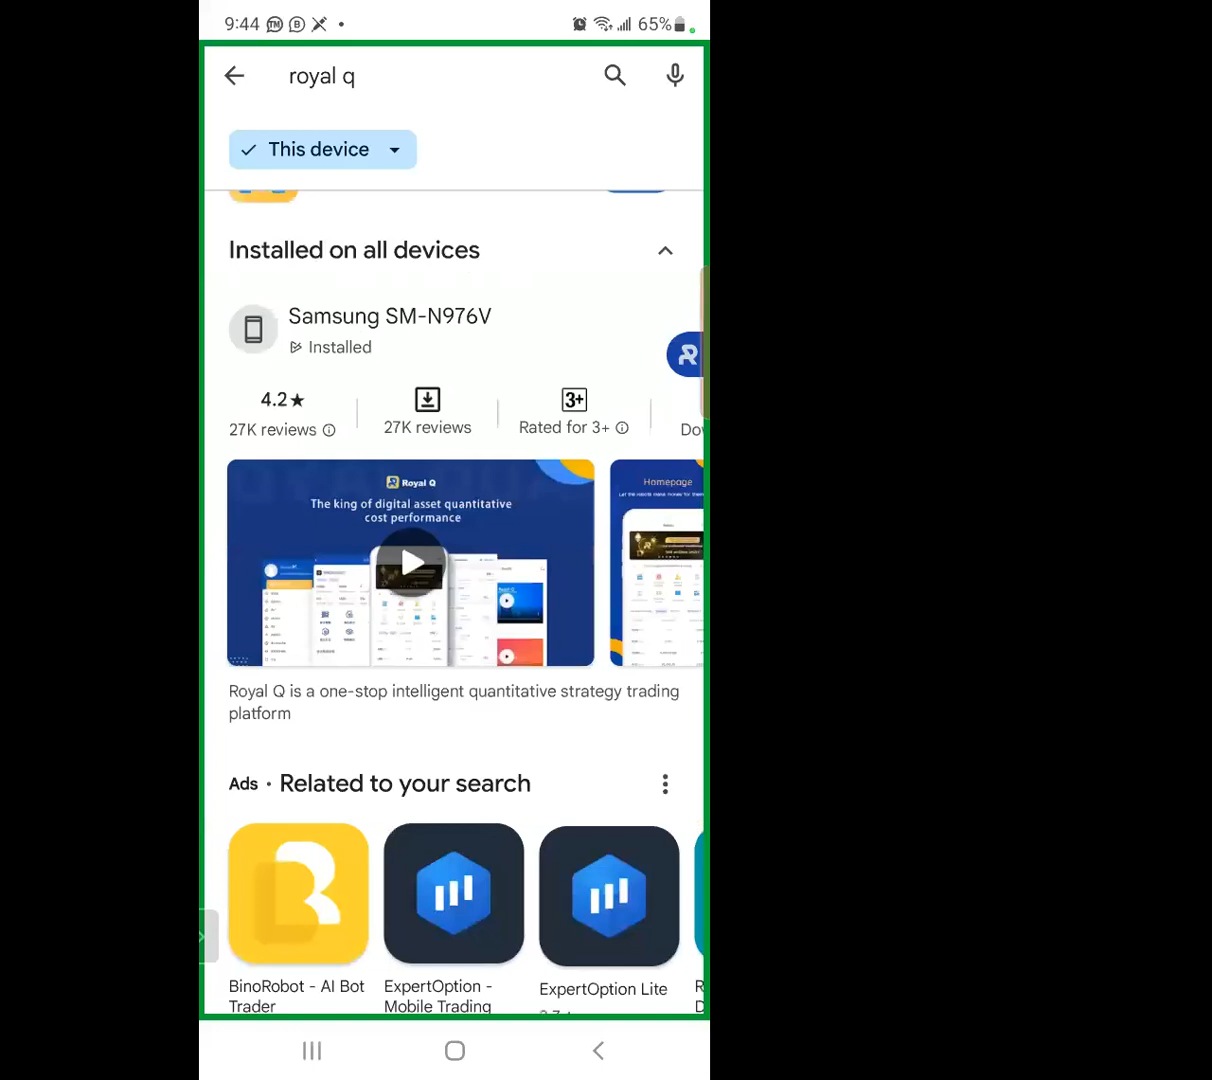 9:44
65%
royal q
This device
Installed on all devices
Samsung SM-N976V
Installed
4.2★
3+
27K reviews
27K reviews
Rated for 3+
Dov
Royal Q
The king of digital asset quantitative
cost performance
Homepage
Royal Q is a one-stop intelligent quantitative strategy trading
platform
Ads • Related to your search
BinoRobot - AI Bot
Trader
ExpertOption -
Mobile Trading
ExpertOption Lite
R
D